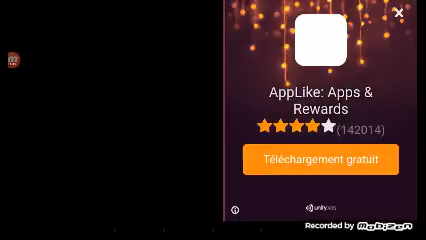 AppLike: Apps &
Rewards
(142014)
Téléchargement gratuit
unity ADS
Recorded by mobizen